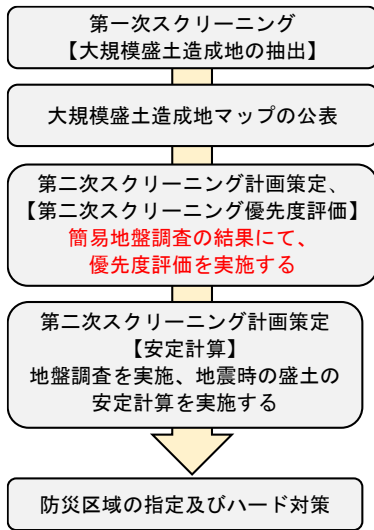 第一次スクリーニング
【大規模盛土造成地の抽出】
大規模盛土造成地マップの公表
第二次スクリーニング計画策定、
【第二次スクリーニング優先度評価】
簡易地盤調査の結果にて、
優先度評価を実施する
第二次スクリーニング計画策定
【安定計算】
地盤調査を実施、地震時の盛土の
安定計算を実施する
防災区域の指定及びハード対策